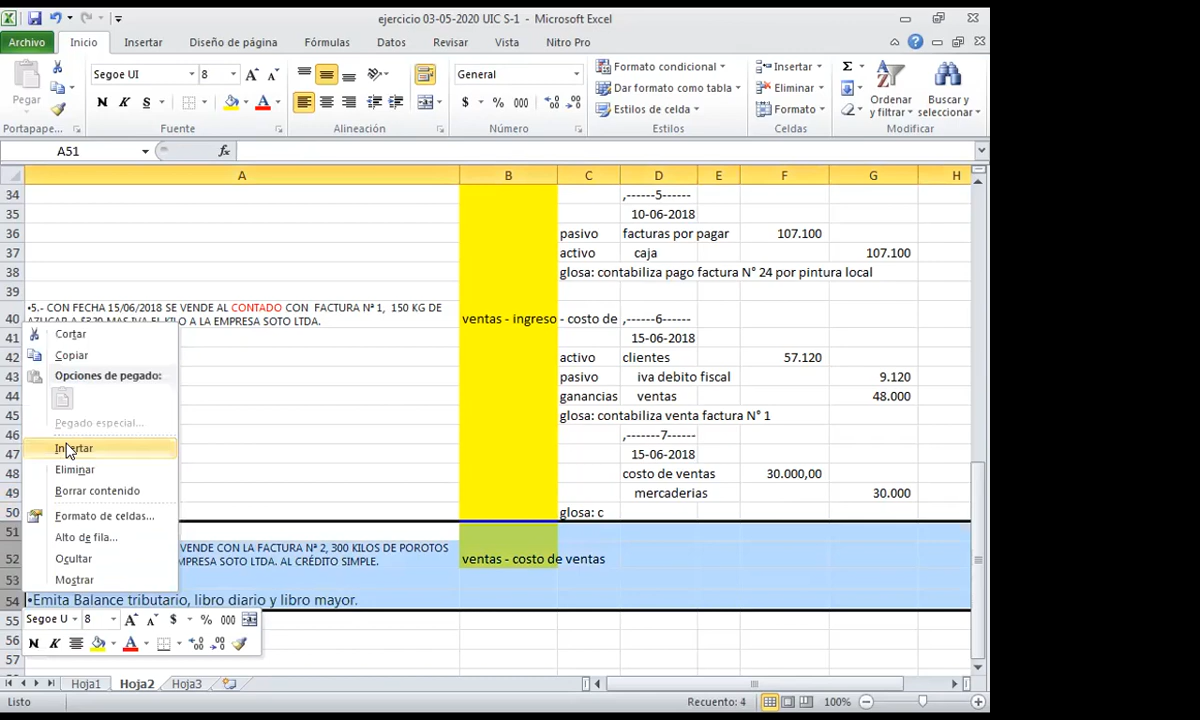 ejercicio 03-05-2020 UIC S-1 - Microsoft Excel
Archivo Inicio Insertar Diseño de página Fórmulas Datos Revisar Vista Nitro Pro
Pegar
Segoe UI 8
N K S
General
$ % 000
Formato condicional
Dar formato como tabla
Estilos de celda
Insertar
Eliminar
Formato
Ordenar y filtrar
Buscar y seleccionar
Portapape... Fuente Alineación Número Estilos Celdas Modificar
A51 fx
A B C D E F G H
34 ,------5------
35 10-06-2018
36 pasivo facturas por pagar 107.100
37 activo caja 107.100
38 glosa: contabiliza pago factura N° 24 por pintura local
39
•5.- CON FECHA 15/06/2018 SE VENDE AL CONTADO CON FACTURA Nª 1, 150 KG DE
40 AZUCAR A $320 MAS IVA EL KILO A LA EMPRESA SOTO LTDA. ventas - ingreso - costo de ,------6------
41 15-06-2018
42 activo clientes 57.120
43 pasivo iva debito fiscal 9.120
44 ganancias ventas 48.000
45 glosa: contabiliza venta factura N° 1
46 ,-------7------
47 15-06-2018
48 costo de ventas 30.000,00
49 mercaderias 30.000
50 glosa: c
51
VENDE CON LA FACTURA Nª 2, 300 KILOS DE POROTOS
52 MPRESA SOTO LTDA. AL CRÉDITO SIMPLE. ventas - costo de ventas
53
54 •Emita Balance tributario, libro diario y libro mayor.
55
56
57
Cortar
Copiar
Opciones de pegado:
Pegado especial...
Insertar
Eliminar
Borrar contenido
Formato de celdas...
Alto de fila...
Ocultar
Mostrar
Segoe U 8 A A $ % 000
N K A
Hoja1 Hoja2 Hoja3
Listo Recuento: 4 100%